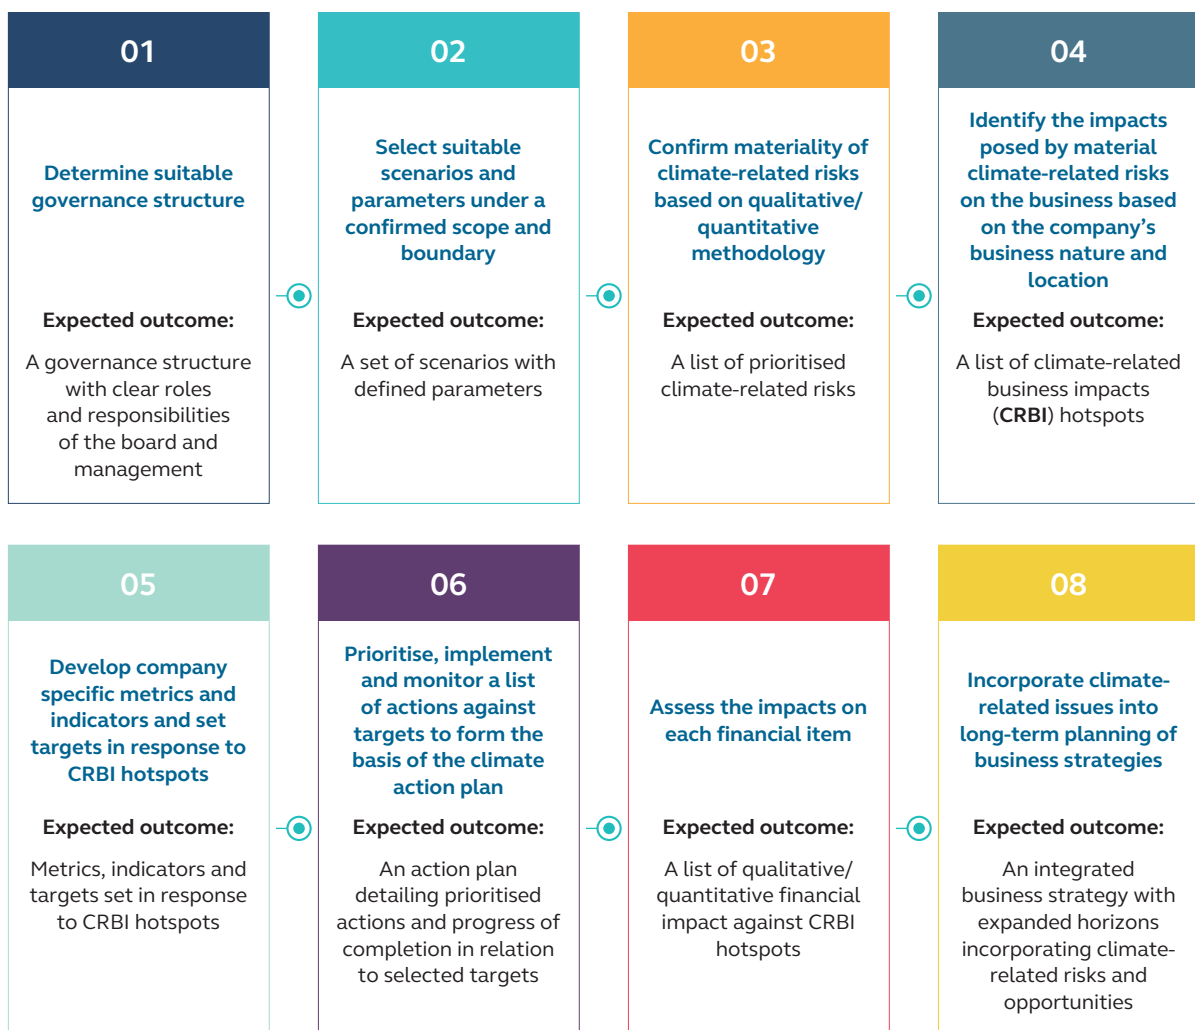 01
Determine suitable
governance structure
Expected outcome:
A governance structure
with clear roles
and responsibilities
of the board and
management
02
Select suitable
scenarios and
parameters under a
confirmed scope and
boundary
Expected outcome:
A set of scenarios with
defined parameters
03
Confirm materiality of
climate-related risks
based on qualitative/
quantitative
methodology
Expected outcome:
A list of prioritised
climate-related risks
04
Identify the impacts
posed by material
climate-related risks
on the business based
on the company’s
business nature and
location
Expected outcome:
A list of climate-related
business impacts
(CRBI) hotspots
05
Develop company
specific metrics and
indicators and set
targets in response to
CRBI hotspots
Expected outcome:
Metrics, indicators and
targets set in response
to CRBI hotspots
06
Prioritise, implement
and monitor a list
of actions against
targets to form the
basis of the climate
action plan
Expected outcome:
An action plan
detailing prioritised
actions and progress of
completion in relation
to selected targets
07
Assess the impacts on
each financial item
Expected outcome:
A list of qualitative/
quantitative financial
impact against CRBI
hotspots
08
Incorporate climate-
related issues into
long-term planning of
business strategies
Expected outcome:
An integrated
business strategy with
expanded horizons
incorporating climate-
related risks and
opportunities